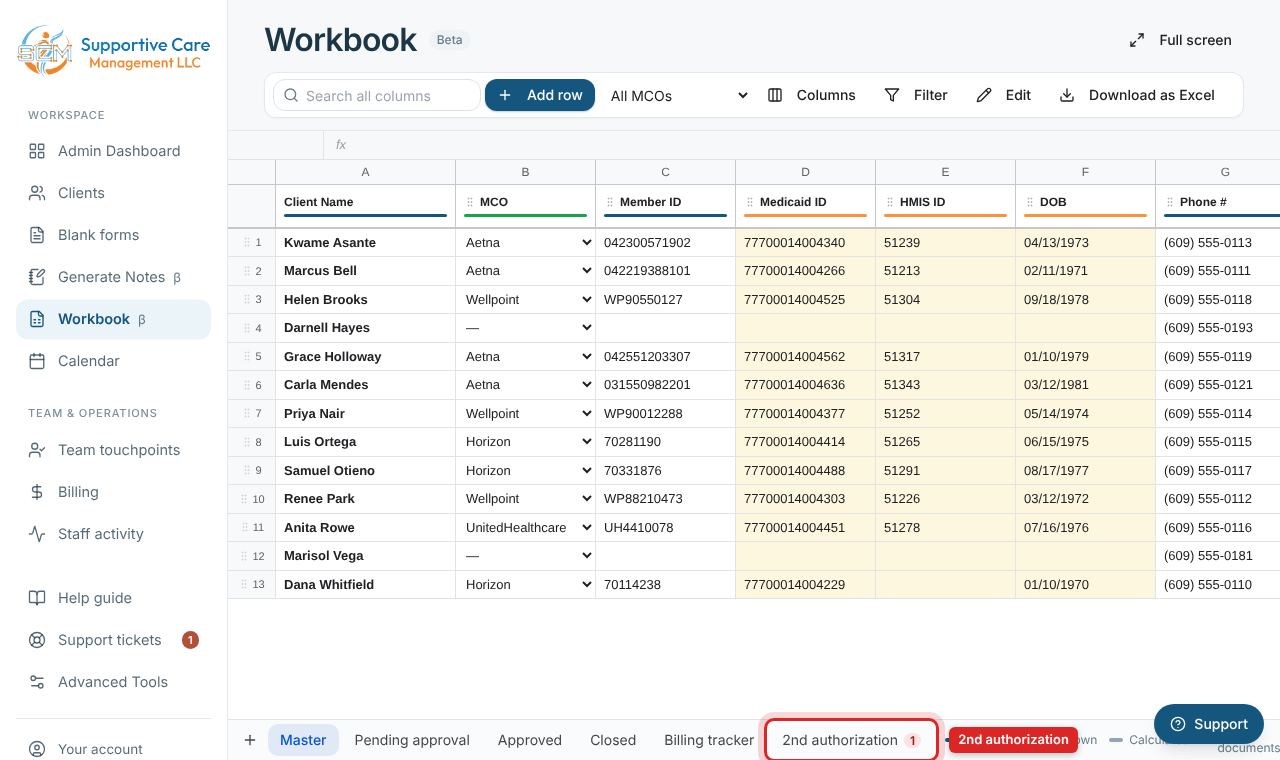 SCM
Supportive Care
Management LLC
WORKSPACE
Admin Dashboard
Clients
Blank forms
Generate Notes β
Workbook β
Calendar
TEAM & OPERATIONS
Team touchpoints
Billing
Staff activity
Help guide
Support tickets 1
Advanced Tools
Your account
Workbook Beta
Full screen
Search all columns
Add row
All MCOs
Columns
Filter
Edit
Download as Excel
fx
A B C D E F G
Client Name MCO Member ID Medicaid ID HMIS ID DOB Phone #
1 Kwame Asante Aetna 042300571902 77700014004340 51239 04/13/1973 (609) 555-0113
2 Marcus Bell Aetna 042219388101 77700014004266 51213 02/11/1971 (609) 555-0111
3 Helen Brooks Wellpoint WP90550127 77700014004525 51304 09/18/1978 (609) 555-0118
4 Darnell Hayes — (609) 555-0193
5 Grace Holloway Aetna 042551203307 77700014004562 51317 01/10/1979 (609) 555-0119
6 Carla Mendes Aetna 031550982201 77700014004636 51343 03/12/1981 (609) 555-0121
7 Priya Nair Wellpoint WP90012288 77700014004377 51252 05/14/1974 (609) 555-0114
8 Luis Ortega Horizon 70281190 77700014004414 51265 06/15/1975 (609) 555-0115
9 Samuel Otieno Horizon 70331876 77700014004488 51291 08/17/1977 (609) 555-0117
10 Renee Park Wellpoint WP88210473 77700014004303 51226 03/12/1972 (609) 555-0112
11 Anita Rowe UnitedHealthcare UH4410078 77700014004451 51278 07/16/1976 (609) 555-0116
12 Marisol Vega — (609) 555-0181
13 Dana Whitfield Horizon 70114238 77700014004229 01/10/1970 (609) 555-0110
Master Pending approval Approved Closed Billing tracker 2nd authorization 1
2nd authorization
Support
documents